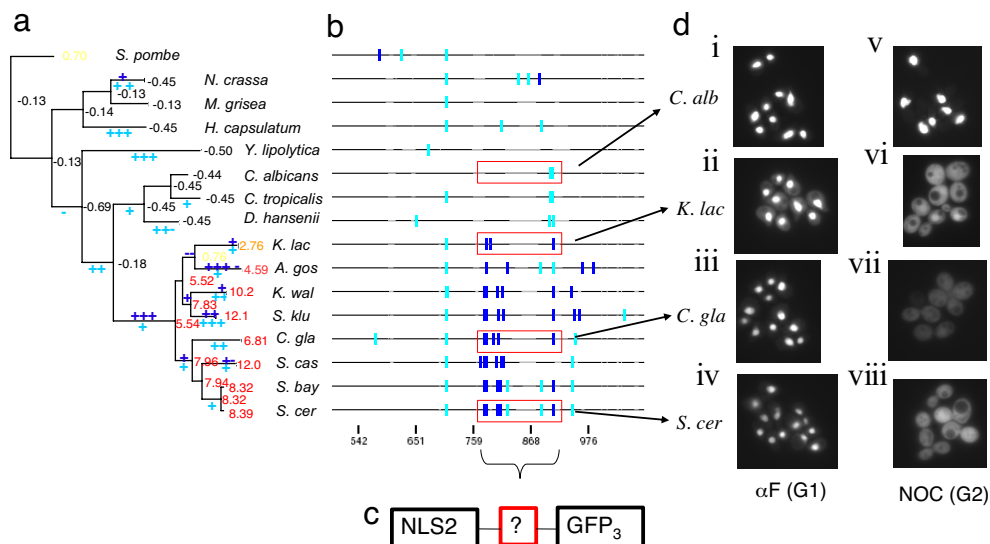 a
b
d
0.70
S. pombe
-0.13
+
-0.45
N. crassa
++
-0.13
-0.14
-0.13
M. grisea
+++
-0.45
H. capsulatum
-0.13
+++
-0.50
Y. lipolytica
-0.44
C. albicans
-0.45
+
-0.45
C. tropicalis
-
-0.69
+
-0.45
++-
-0.45
D. hansenii
++
-0.18
+
2.76
K. lac
+
--
0.76
+++-
4.59
A. gos
+
5.52
+
10.2
K. wal
+
++
7.83
+++
+
5.54
++
12.1
S. klu
+++
6.81
C. gla
++
+
7.96
+-
12.0
S. cas
+
+
7.94
8.32
S. bay
8.32
+
8.39
S. cer
542
651
759
868
976
C. alb
K. lac
C. gla
S. cer
i
v
ii
vi
iii
vii
iv
viii
αF (G1)
NOC (G2)
c
NLS2
?
GFP3